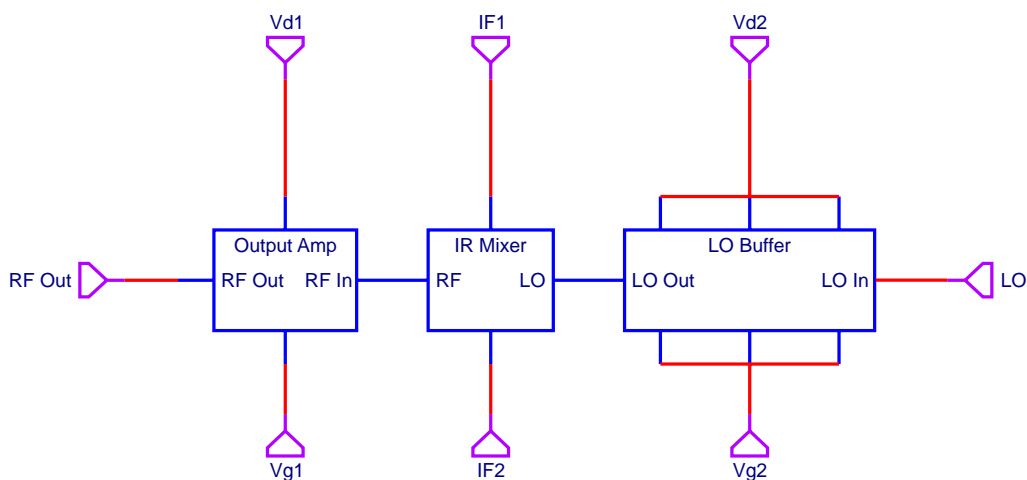 Vd1
IF1
Vd2
Output Amp
IR Mixer
LO Buffer
RF Out
RF Out
RF In
RF
LO
LO Out
LO In
LO
Vg1
IF2
Vg2